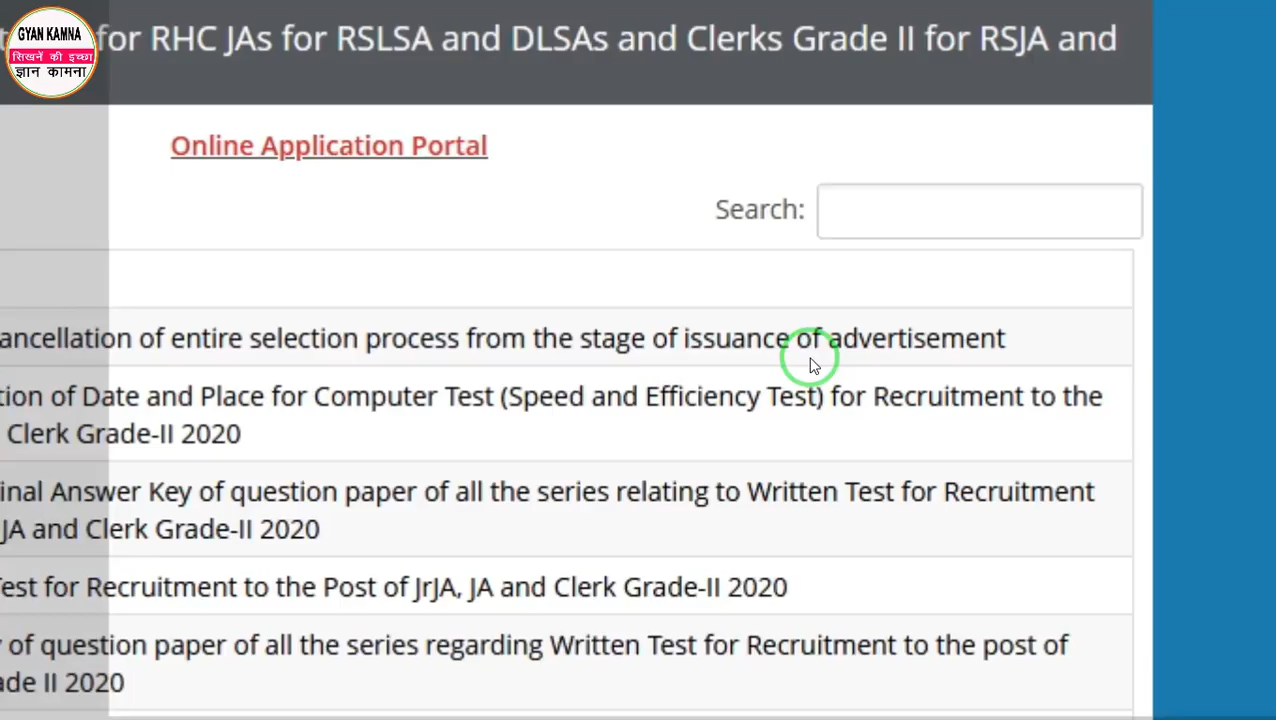 GYAN KAMNA
सिखनें की इच्छा
ज्ञान कामना
for RHC JAs for RSLSA and DLSAs and Clerks Grade II for RSJA and
Online Application Portal
Search:
ancellation of entire selection process from the stage of issuance of advertisement
tion of Date and Place for Computer Test (Speed and Efficiency Test) for Recruitment to the
Clerk Grade-II 2020
inal Answer Key of question paper of all the series relating to Written Test for Recruitment
JA and Clerk Grade-II 2020
Test for Recruitment to the Post of JrJA, JA and Clerk Grade-II 2020
of question paper of all the series regarding Written Test for Recruitment to the post of
ade II 2020